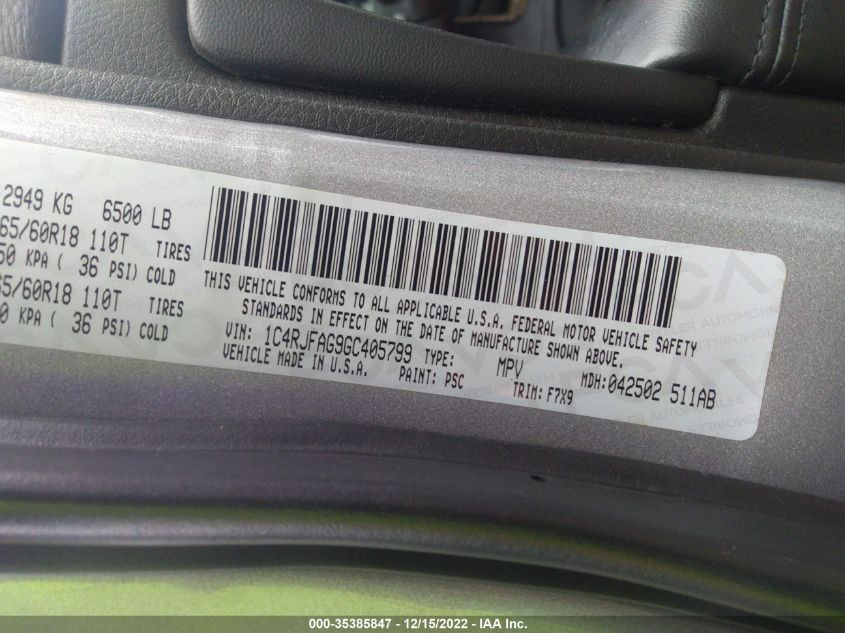 2949 KG 6500 LB
65/60R18 110T TIRES
50 KPA ( 36 PSI) COLD
65/60R18 110T TIRES
0 KPA ( 36 PSI) COLD
THIS VEHICLE CONFORMS TO ALL APPLICABLE U.S.A. FEDERAL MOTOR VEHICLE SAFETY
STANDARDS IN EFFECT ON THE DATE OF MANUFACTURE SHOWN ABOVE.
VIN: 1C4RJFAG9GC405799 TYPE: MPV MDH:042502 511AB
VEHICLE MADE IN U.S.A. PAINT: PSC TRIM: F7X9
000-35385847 - 12/15/2022 - IAA Inc.